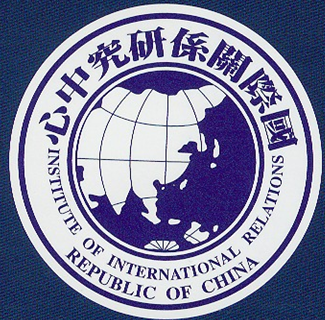 國際關係研究中心
INSTITUTE OF INTERNATIONAL RELATIONS
REPUBLIC OF CHINA